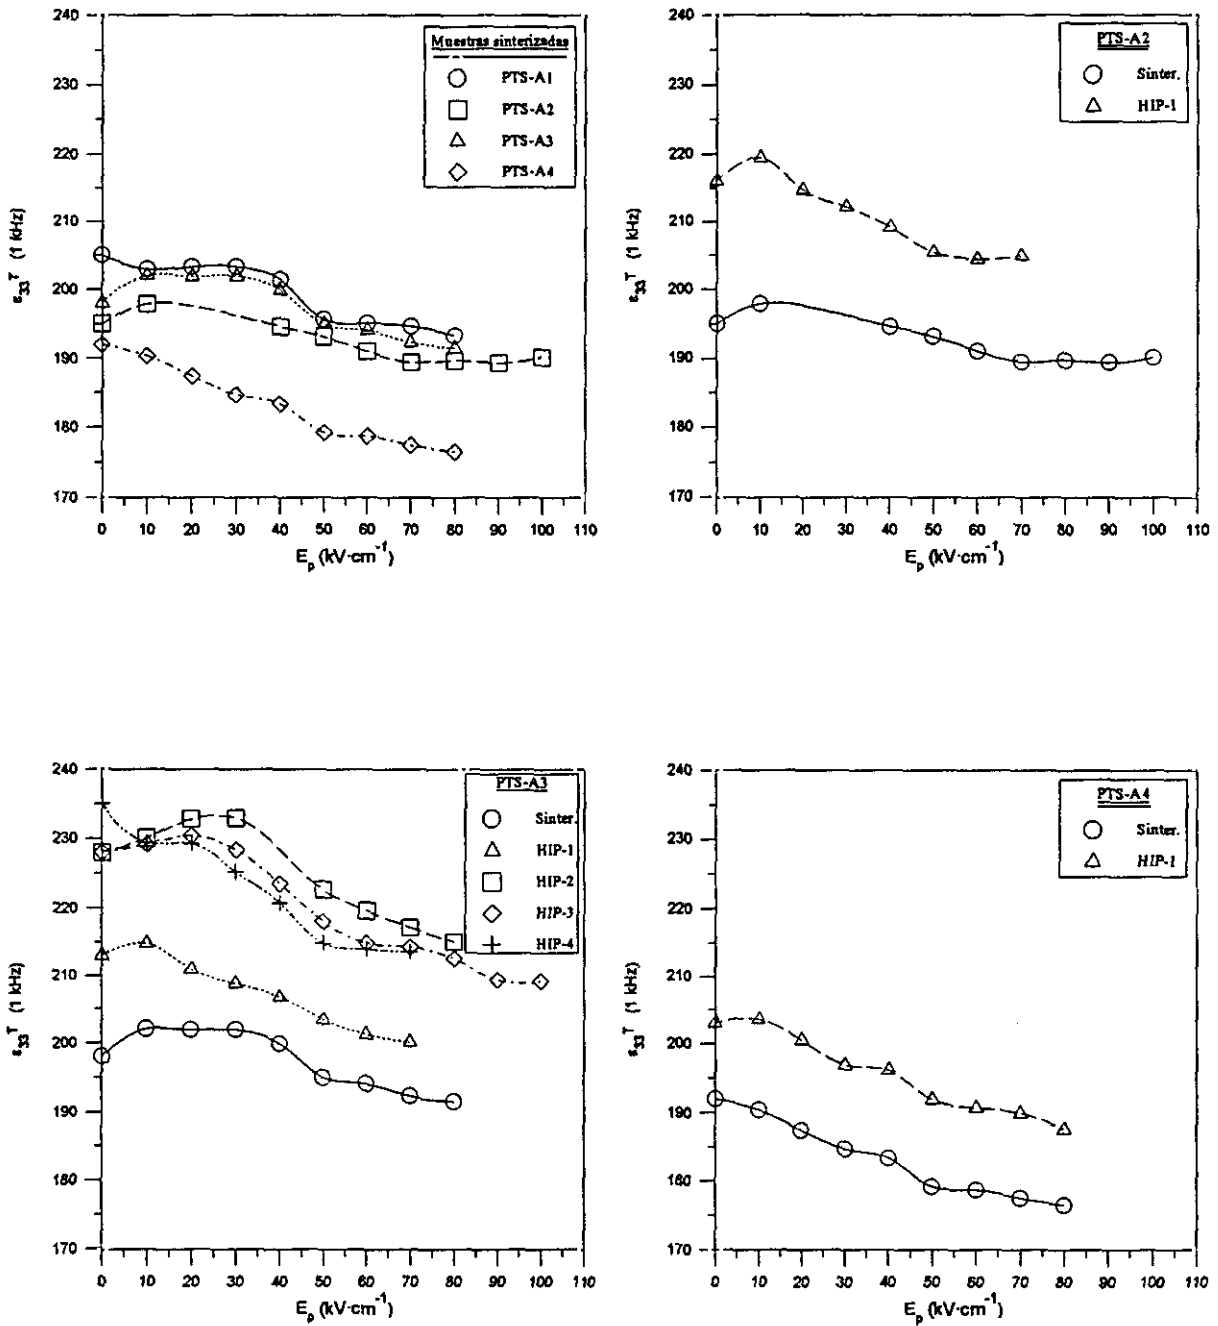 240
230
220
210
200
190
180
170
ε33T (1 kHz)
0 10 20 30 40 50 60 70 80 90 100 110
Ep (kV·cm-1)
Muestras sinterizadas
PTS-A1
PTS-A2
PTS-A3
PTS-A4
240
230
220
210
200
190
180
170
ε33T (1 kHz)
0 10 20 30 40 50 60 70 80 90 100 110
Ep (kV·cm-1)
PTS-A2
Sinter.
HIP-1
240
230
220
210
200
190
180
170
ε33T (1 kHz)
0 10 20 30 40 50 60 70 80 90 100 110
Ep (kV·cm-1)
PTS-A3
Sinter.
HIP-1
HIP-2
HIP-3
HIP-4
240
230
220
210
200
190
180
170
ε33T (1 kHz)
0 10 20 30 40 50 60 70 80 90 100 110
Ep (kV·cm-1)
PTS-A4
Sinter.
HIP-1